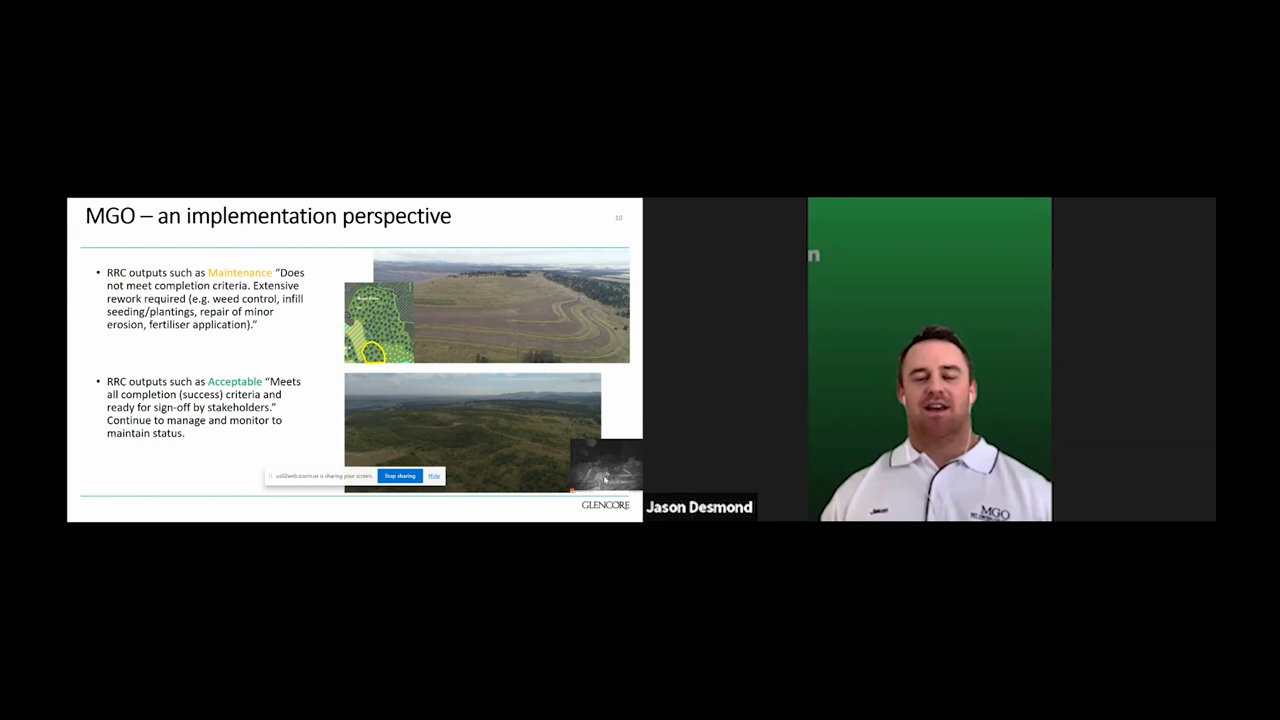 MGO – an implementation perspective
10
• RRC outputs such as Maintenance “Does
not meet completion criteria. Extensive
rework required (e.g. weed control, infill
seeding/plantings, repair of minor
erosion, fertiliser application).”
• RRC outputs such as Acceptable “Meets
all completion (success) criteria and
ready for sign-off by stakeholders.”
Continue to manage and monitor to
maintain status.
us02web.zoom.us is sharing your screen. Stop sharing Hide
GLENCORE
n
Jason Desmond
Jason
MGO